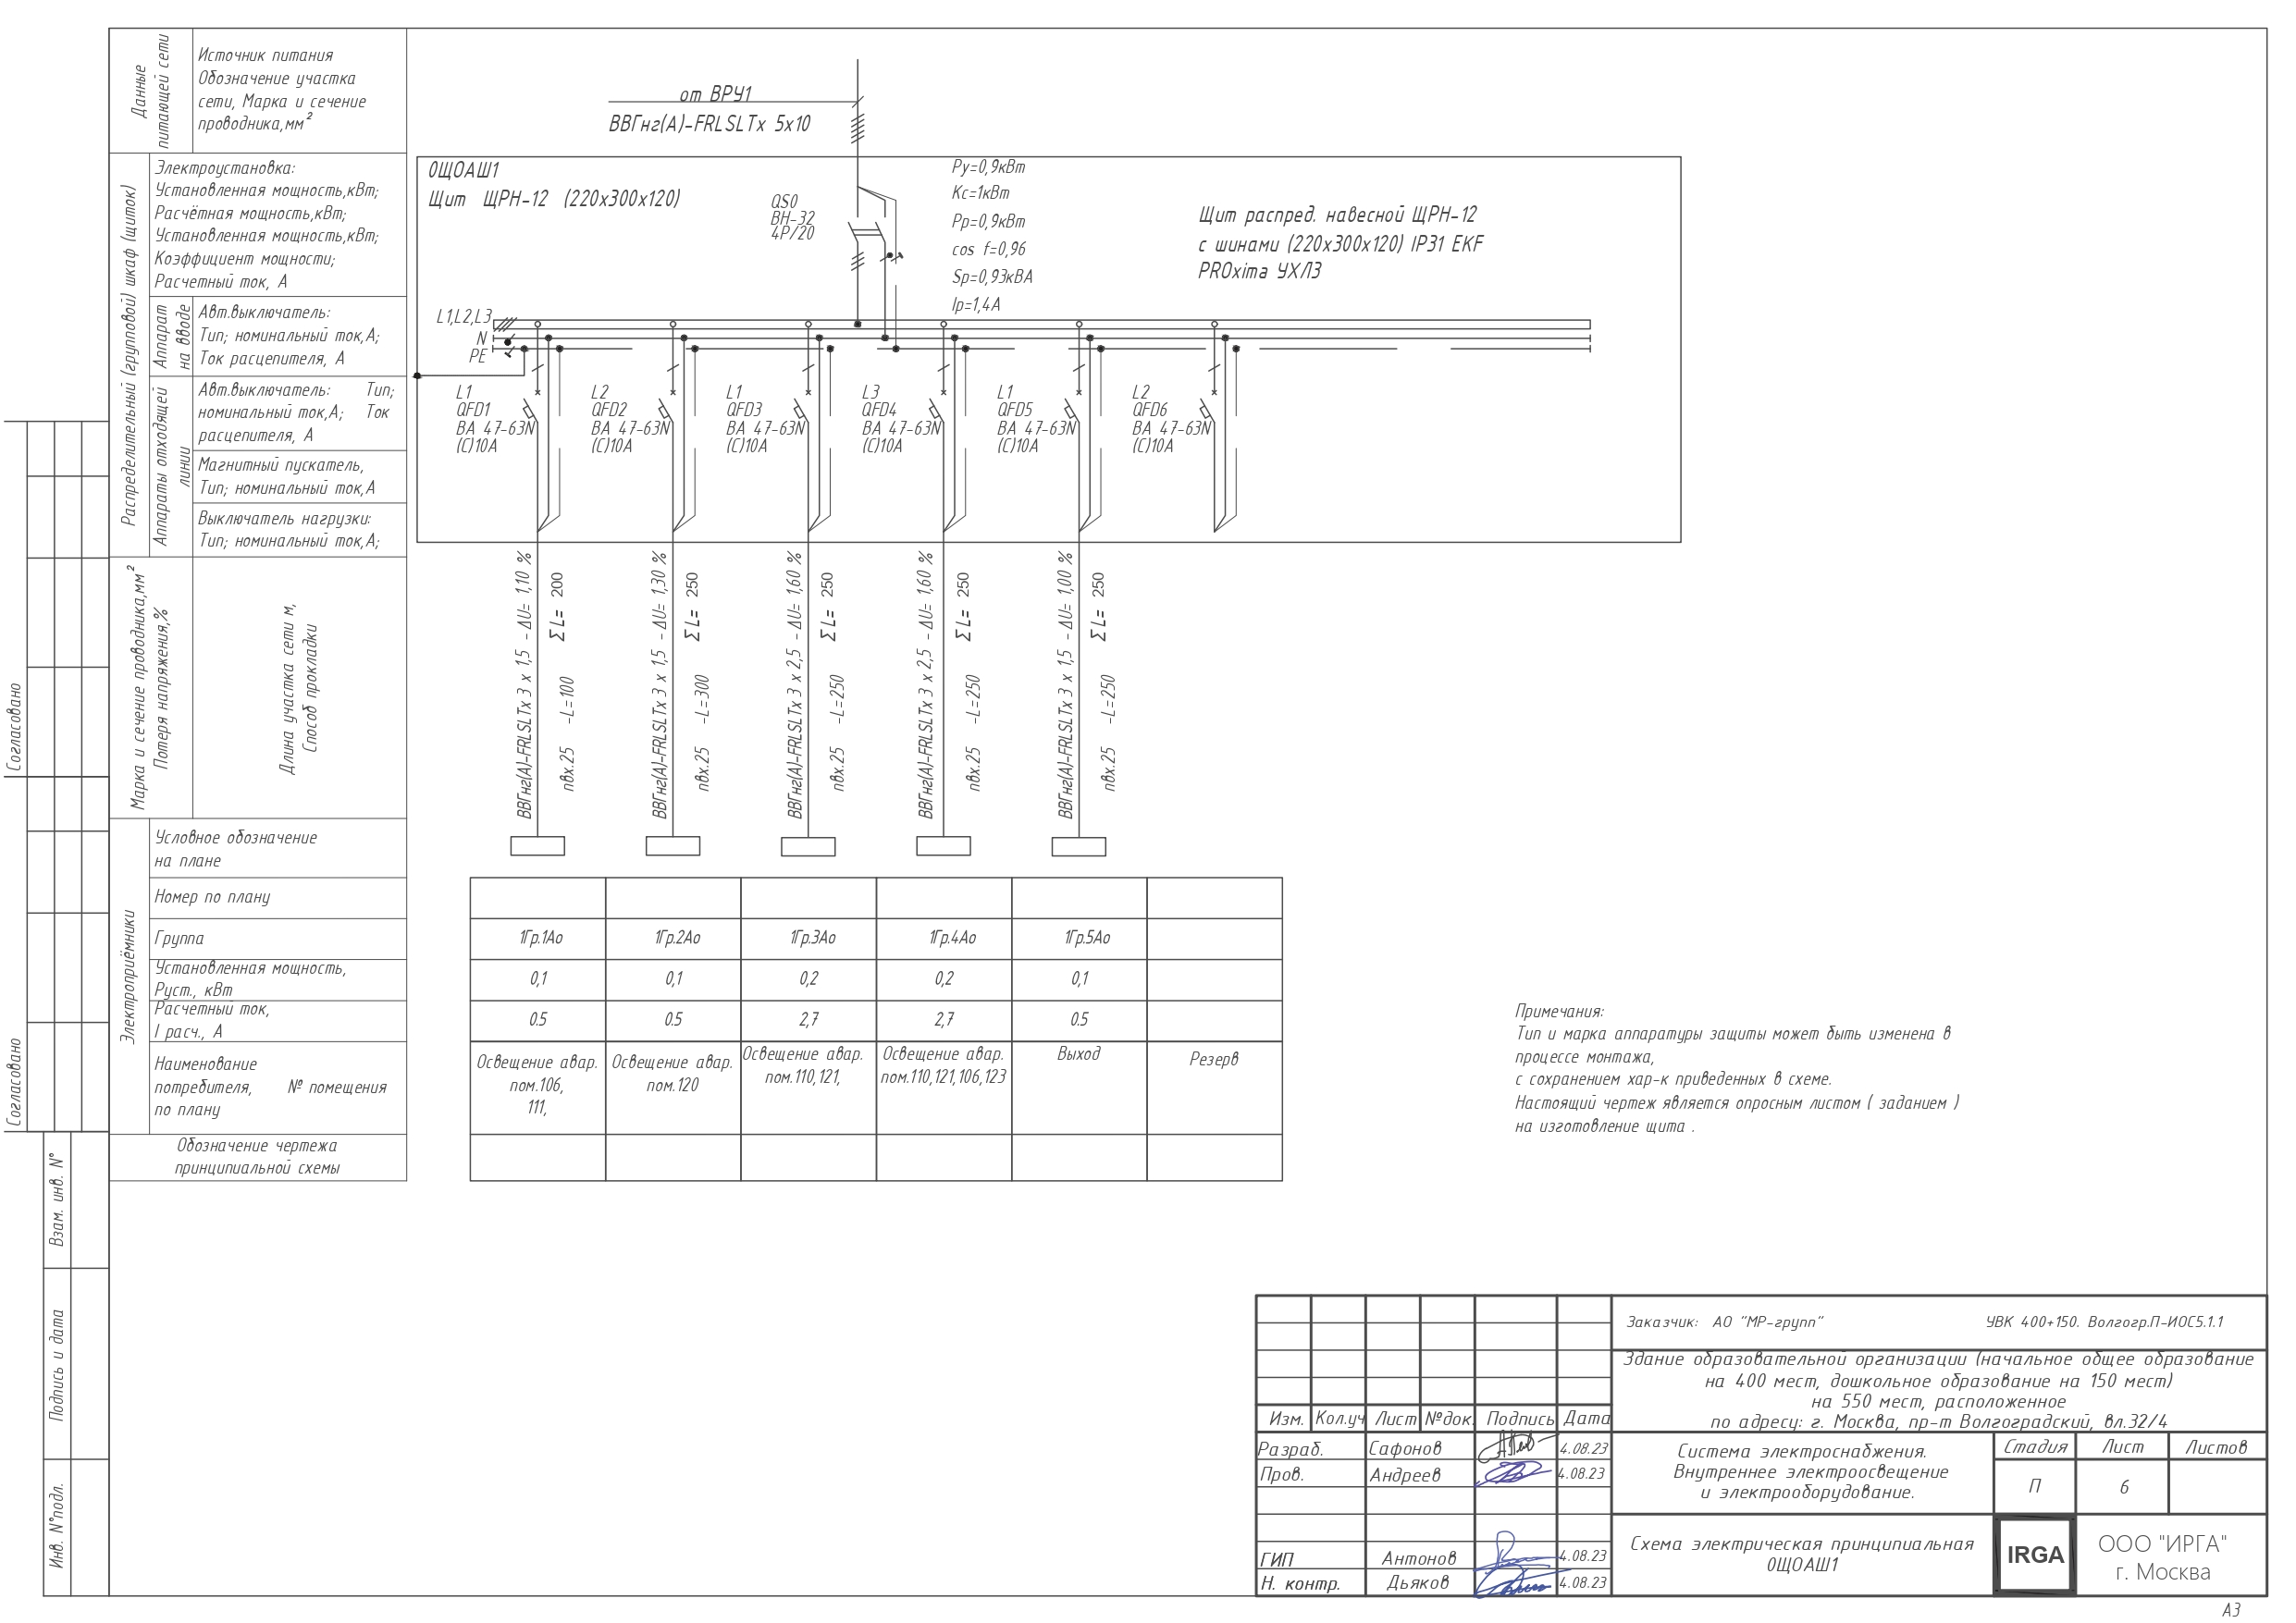 Данные
питающей сети
Источник питания
Обозначение участка
сети, Марка и сечение
проводника,мм²
Распределительный (групповой) шкаф (щиток)
Электроустановка:
Установленная мощность,кВт;
Расчётная мощность,кВт;
Установленная мощность,кВт;
Коэффициент мощности;
Расчетный ток, А
Аппарат
на вводе
Авт.выключатель:
Тип; номинальный ток,А;
Ток расцепителя, А
Аппараты отходящей
линии
Авт.выключатель: Тип;
номинальный ток,А; Ток
расцепителя, А
Магнитный пускатель,
Тип; номинальный ток,А
Выключатель нагрузки:
Тип; номинальный ток,А;
Марка и сечение проводника,мм²
Потеря напряжения,%
Длина участка сети м,
Способ прокладки
Электроприёмники
Условное обозначение
на плане
Номер по плану
Группа
Установленная мощность,
Руст., кВт
Расчетный ток,
I расч., А
Наименование
потребителя, № помещения
по плану
Обозначение чертежа
принципиальной схемы
Согласовано
Согласовано
Взам. инв. N°
Подпись и дата
Инв. N°подл.
от ВРУ1
ВВГнг(А)-FRLSLTx 5х10
ОЩОАШ1
Щит ЩРН-12 (220х300х120)
QS0
ВН-32
4Р/20
Ру=0,9кВт
Кс=1кВт
Рр=0,9кВт
cos f=0,96
Sp=0,93кВА
Ip=1,4А
Щит распред. навесной ЩРН-12
с шинами (220х300х120) IP31 EKF
PROxima УХЛ3
L1,L2,L3
N
PE
L1
QFD1
ВА 47-63N
(С)10А
L2
QFD2
ВА 47-63N
(С)10А
L1
QFD3
ВА 47-63N
(С)10А
L3
QFD4
ВА 47-63N
(С)10А
L1
QFD5
ВА 47-63N
(С)10А
L2
QFD6
ВА 47-63N
(С)10А
ВВГнг(А)-FRLSLTx 3 х 1,5 - ΔU= 1,10 %
Σ L= 200
пвх.25 -L=100
ВВГнг(А)-FRLSLTx 3 х 1,5 - ΔU= 1,30 %
Σ L= 250
пвх.25 -L=300
ВВГнг(А)-FRLSLTx 3 х 2,5 - ΔU= 1,60 %
Σ L= 250
пвх.25 -L=250
ВВГнг(А)-FRLSLTx 3 х 2,5 - ΔU= 1,60 %
Σ L= 250
пвх.25 -L=250
ВВГнг(А)-FRLSLTx 3 х 1,5 - ΔU= 1,00 %
Σ L= 250
пвх.25 -L=250
1Гр.1Ао 1Гр.2Ао 1Гр.3Ао 1Гр.4Ао 1Гр.5Ао
0,1 0,1 0,2 0,2 0,1
0.5 0.5 2,7 2,7 0.5
Освещение авар.
пом.106,
111,
Освещение авар.
пом.120
Освещение авар.
пом.110,121,
Освещение авар.
пом.110,121,106,123
Выход
Резерв
Примечания:
Тип и марка аппаратуры защиты может быть изменена в
процессе монтажа,
с сохранением хар-к приведенных в схеме.
Настоящий чертеж является опросным листом ( заданием )
на изготовление щита .
Заказчик: АО "МР-групп" УВК 400+150. Волгогр.П-ИОС5.1.1
Здание образовательной организации (начальное общее образование
на 400 мест, дошкольное образование на 150 мест)
на 550 мест, расположенное
по адресу: г. Москва, пр-т Волгоградский, вл.32/4
Изм. Кол.уч Лист №док. Подпись Дата
Разраб. Сафонов 4.08.23
Пров. Андреев 4.08.23
ГИП Антонов 4.08.23
Н. контр. Дьяков 4.08.23
Система электроснабжения.
Внутреннее электроосвещение
и электрооборудование.
Стадия Лист Листов
П 6
Схема электрическая принципиальная
ОЩОАШ1
IRGA
ООО "ИРГА"
г. Москва
А3